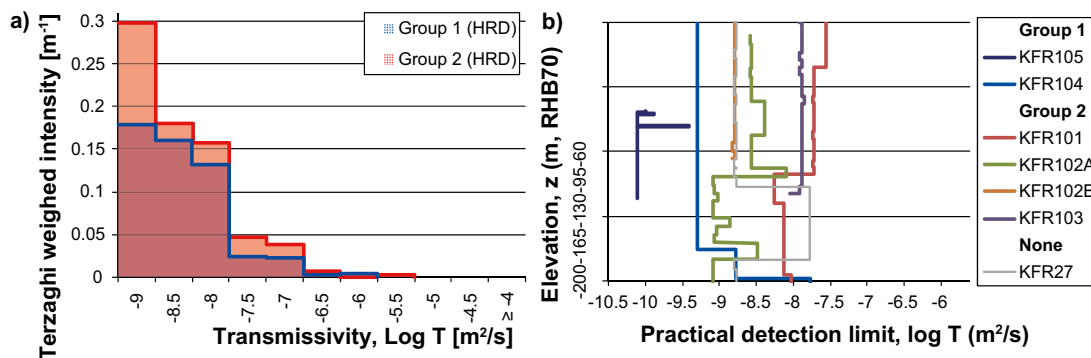 a)
Terzaghi weighed intensity [m⁻¹]
0.3
0.25
0.2
0.15
0.1
0.05
0
Group 1 (HRD)
Group 2 (HRD)
-9
-8.5
-8
-7.5
-7
-6.5
-6
-5.5
-5
-4.5
≥ -4
Transmissivity, Log T [m²/s]
b)
Elevation, z (m, RHB70)
-200-165-130-95-60
-10.5
-10
-9.5
-9
-8.5
-8
-7.5
-7
-6.5
-6
Practical detection limit, log T (m²/s)
Group 1
KFR105
KFR104
Group 2
KFR101
KFR102A
KFR102B
KFR103
None
KFR27